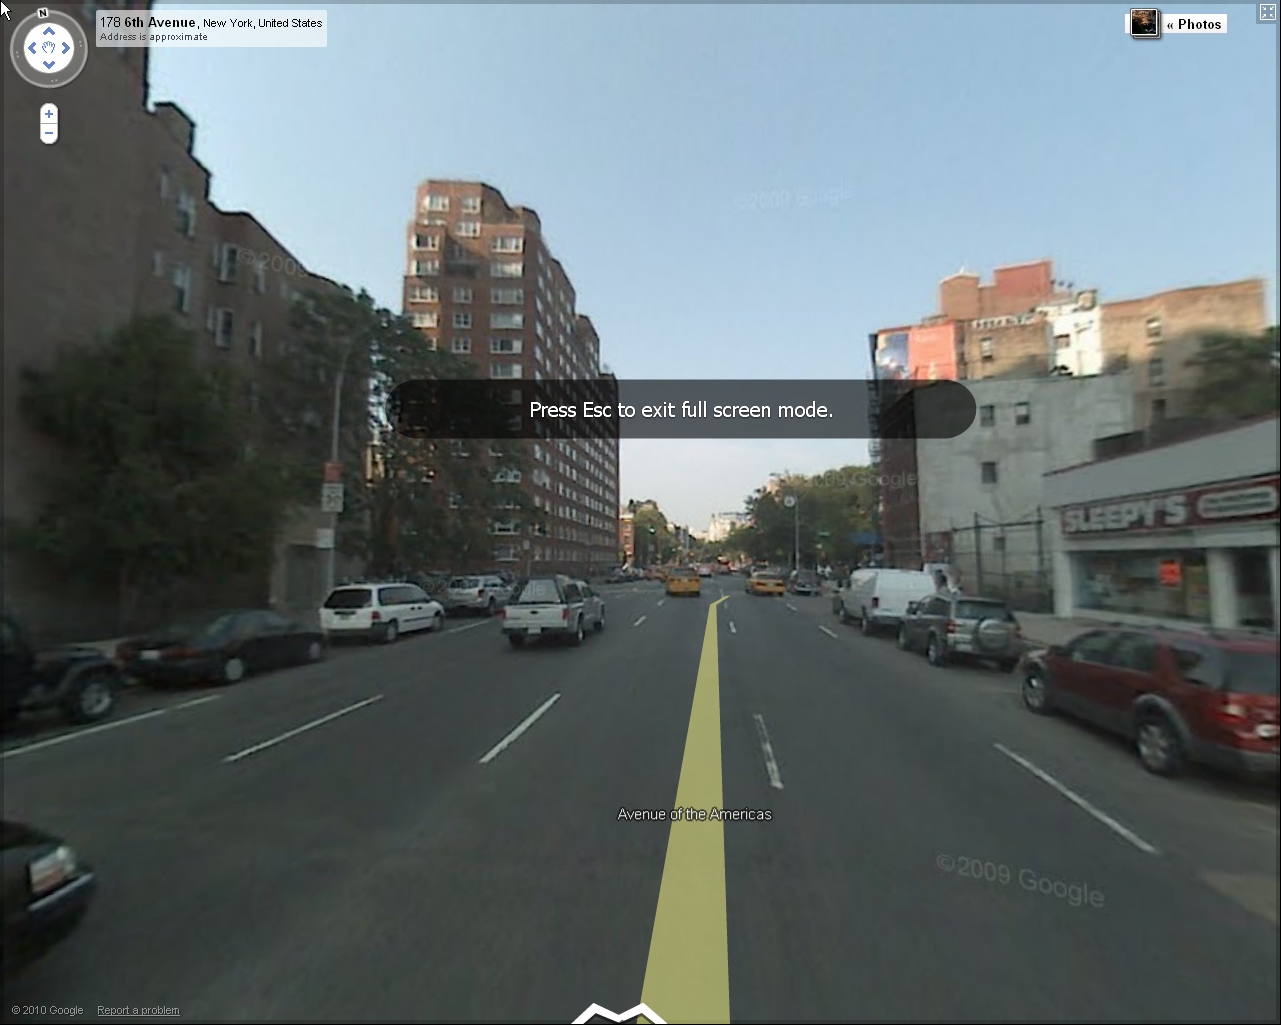 N
178 6th Avenue, New York, United States
Address is approximate
« Photos
©2009 Google
©2009
Press Esc to exit full screen mode.
SLEEPY'S
Avenue of the Americas
©2009 Google
© 2010 Google Report a problem